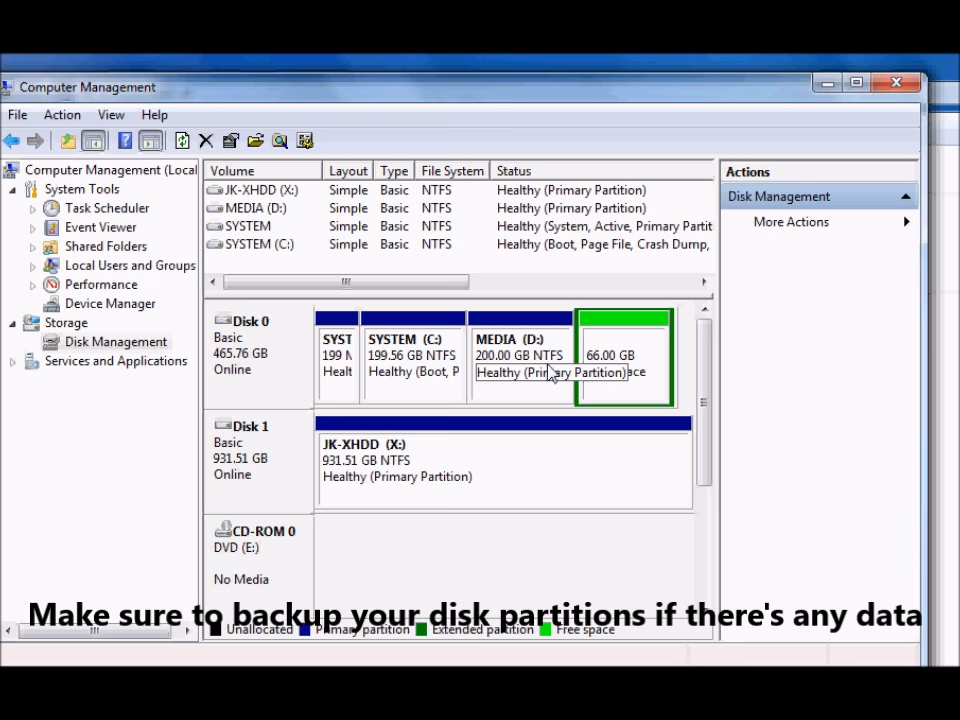 Computer Management
File Action View Help
Computer Management (Local
System Tools
Task Scheduler
Event Viewer
Shared Folders
Local Users and Groups
Performance
Device Manager
Storage
Disk Management
Services and Applications
Volume Layout Type File System Status
JK-XHDD (X:) Simple Basic NTFS Healthy (Primary Partition)
MEDIA (D:) Simple Basic NTFS Healthy (Primary Partition)
SYSTEM Simple Basic NTFS Healthy (System, Active, Primary Partit
SYSTEM (C:) Simple Basic NTFS Healthy (Boot, Page File, Crash Dump,
Disk 0
Basic
465.76 GB
Online
SYST
199 M
Healt
SYSTEM (C:)
199.56 GB NTFS
Healthy (Boot, P
MEDIA (D:)
200.00 GB NTFS
Healthy (Primary Partition)
66.00 GB
ace
Disk 1
Basic
931.51 GB
Online
JK-XHDD (X:)
931.51 GB NTFS
Healthy (Primary Partition)
CD-ROM 0
DVD (E:)
No Media
Actions
Disk Management
More Actions
Make sure to backup your disk partitions if there's any data
Unallocated Primary partition Extended partition Free space